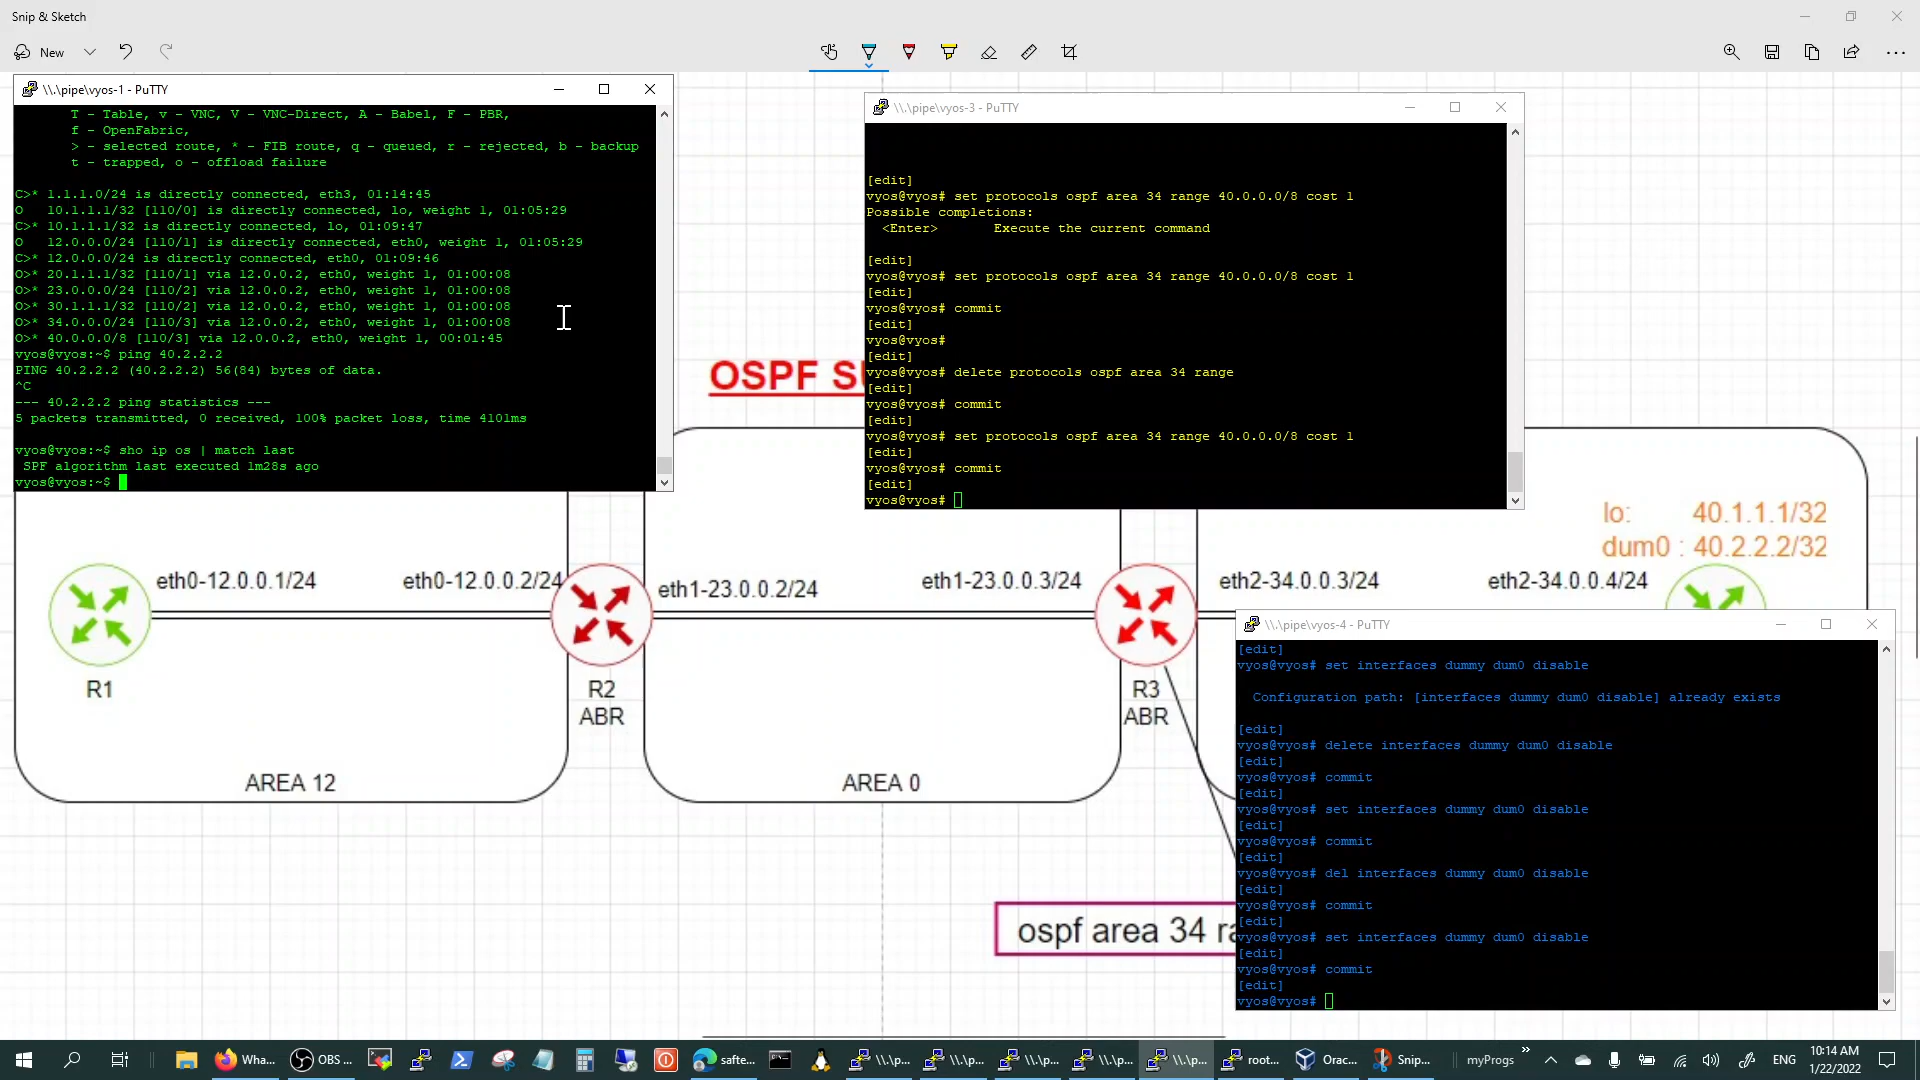 Snip & Sketch
New
\\.\pipe\vyos-1 - PuTTY
T - Table, v - VNC, V - VNC-Direct, A - Babel, F - PBR,
f - OpenFabric,
> - selected route, * - FIB route, q - queued, r - rejected, b - backup
t - trapped, o - offload failure
C>* 1.1.1.0/24 is directly connected, eth3, 01:14:45
O   10.1.1.1/32 [110/0] is directly connected, lo, weight 1, 01:05:29
C>* 10.1.1.1/32 is directly connected, lo, 01:09:47
O   12.0.0.0/24 [110/1] is directly connected, eth0, weight 1, 01:05:29
C>* 12.0.0.0/24 is directly connected, eth0, 01:09:46
O>* 20.1.1.1/32 [110/1] via 12.0.0.2, eth0, weight 1, 01:00:08
O>* 23.0.0.0/24 [110/2] via 12.0.0.2, eth0, weight 1, 01:00:08
O>* 30.1.1.1/32 [110/2] via 12.0.0.2, eth0, weight 1, 01:00:08
O>* 34.0.0.0/24 [110/3] via 12.0.0.2, eth0, weight 1, 01:00:08
O>* 40.0.0.0/8 [110/3] via 12.0.0.2, eth0, weight 1, 00:01:45
vyos@vyos:~$ ping 40.2.2.2
PING 40.2.2.2 (40.2.2.2) 56(84) bytes of data.
^C
--- 40.2.2.2 ping statistics ---
5 packets transmitted, 0 received, 100% packet loss, time 4101ms
vyos@vyos:~$ sho ip os | match last
SPF algorithm last executed 1m28s ago
vyos@vyos:~$
\\.\pipe\vyos-3 - PuTTY
[edit]
vyos@vyos# set protocols ospf area 34 range 40.0.0.0/8 cost 1
Possible completions:
<Enter>       Execute the current command
[edit]
vyos@vyos# set protocols ospf area 34 range 40.0.0.0/8 cost 1
[edit]
vyos@vyos# commit
[edit]
vyos@vyos#
[edit]
vyos@vyos# delete protocols ospf area 34 range
[edit]
vyos@vyos# commit
[edit]
vyos@vyos# set protocols ospf area 34 range 40.0.0.0/8 cost 1
[edit]
vyos@vyos# commit
[edit]
vyos@vyos#
OSPF SU
lo: 40.1.1.1/32
dum0 : 40.2.2.2/32
eth0-12.0.0.1/24
eth0-12.0.0.2/24
eth1-23.0.0.2/24
eth1-23.0.0.3/24
eth2-34.0.0.3/24
eth2-34.0.0.4/24
R1
R2
ABR
R3
ABR
AREA 12
AREA 0
ospf area 34 ra
\\.\pipe\vyos-4 - PuTTY
[edit]
vyos@vyos# set interfaces dummy dum0 disable
Configuration path: [interfaces dummy dum0 disable] already exists
[edit]
vyos@vyos# delete interfaces dummy dum0 disable
[edit]
vyos@vyos# commit
[edit]
vyos@vyos# set interfaces dummy dum0 disable
[edit]
vyos@vyos# commit
[edit]
vyos@vyos# del interfaces dummy dum0 disable
[edit]
vyos@vyos# commit
[edit]
vyos@vyos# set interfaces dummy dum0 disable
[edit]
vyos@vyos# commit
[edit]
vyos@vyos#
Wha...
OBS ...
safte...
\\.\p...
\\.\p...
\\.\p...
\\.\p...
\\.\p...
root...
Orac...
Snip...
myProgs
ENG
10:14 AM
1/22/2022